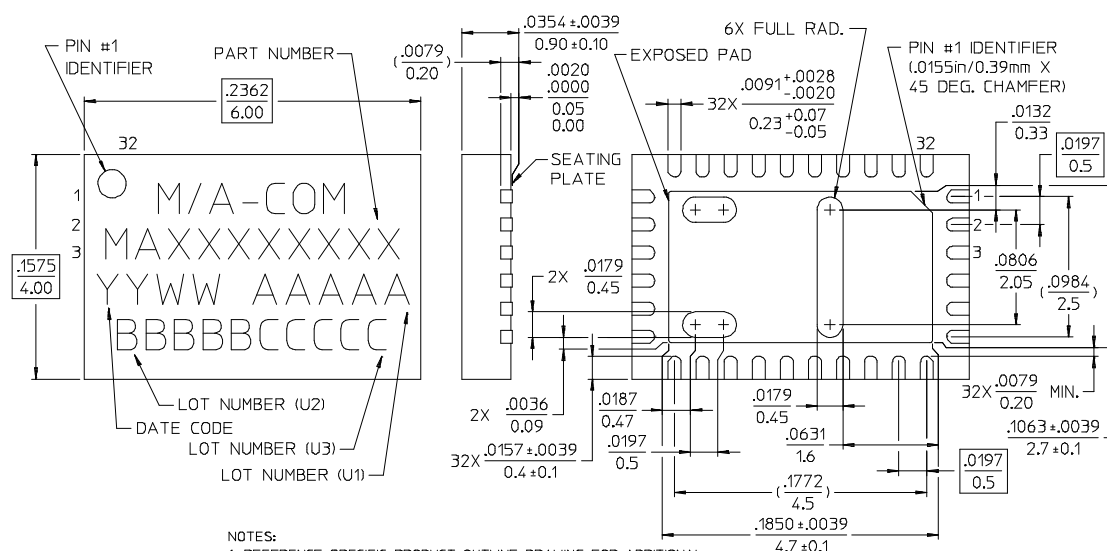 PIN #1
IDENTIFIER
PART NUMBER
.2362
6.00
32
1
2
3
.1575
4.00
M/A-COM
MAXXXXXXXXX
YYWW AAAAA
BBBBBCCCCC
LOT NUMBER (U2)
DATE CODE
LOT NUMBER (U3)
LOT NUMBER (U1)
.0354 ±.0039
0.90 ±0.10
(.0079
0.20)
.0020
.0000
0.05
0.00
SEATING
PLATE
EXPOSED PAD
6X FULL RAD.
32X .0091 +.0028 -.0020
0.23 +0.07 -0.05
PIN #1 IDENTIFIER
(.0155in/0.39mm X
45 DEG. CHAMFER)
32
.0132
0.33
.0197
0.5
1
2
3
.0806
2.05
(.0984
2.5)
2X .0179
0.45
2X .0036
0.09
32X .0157 ±.0039
0.4 ±0.1
.0187
0.47
.0197
0.5
.0179
0.45
.0631
1.6
32X .0079 MIN.
0.20
.1063 ±.0039
2.7 ±0.1
.0197
0.5
(.1772
4.5)
.1850 ±.0039
4.7 ±0.1
NOTES: